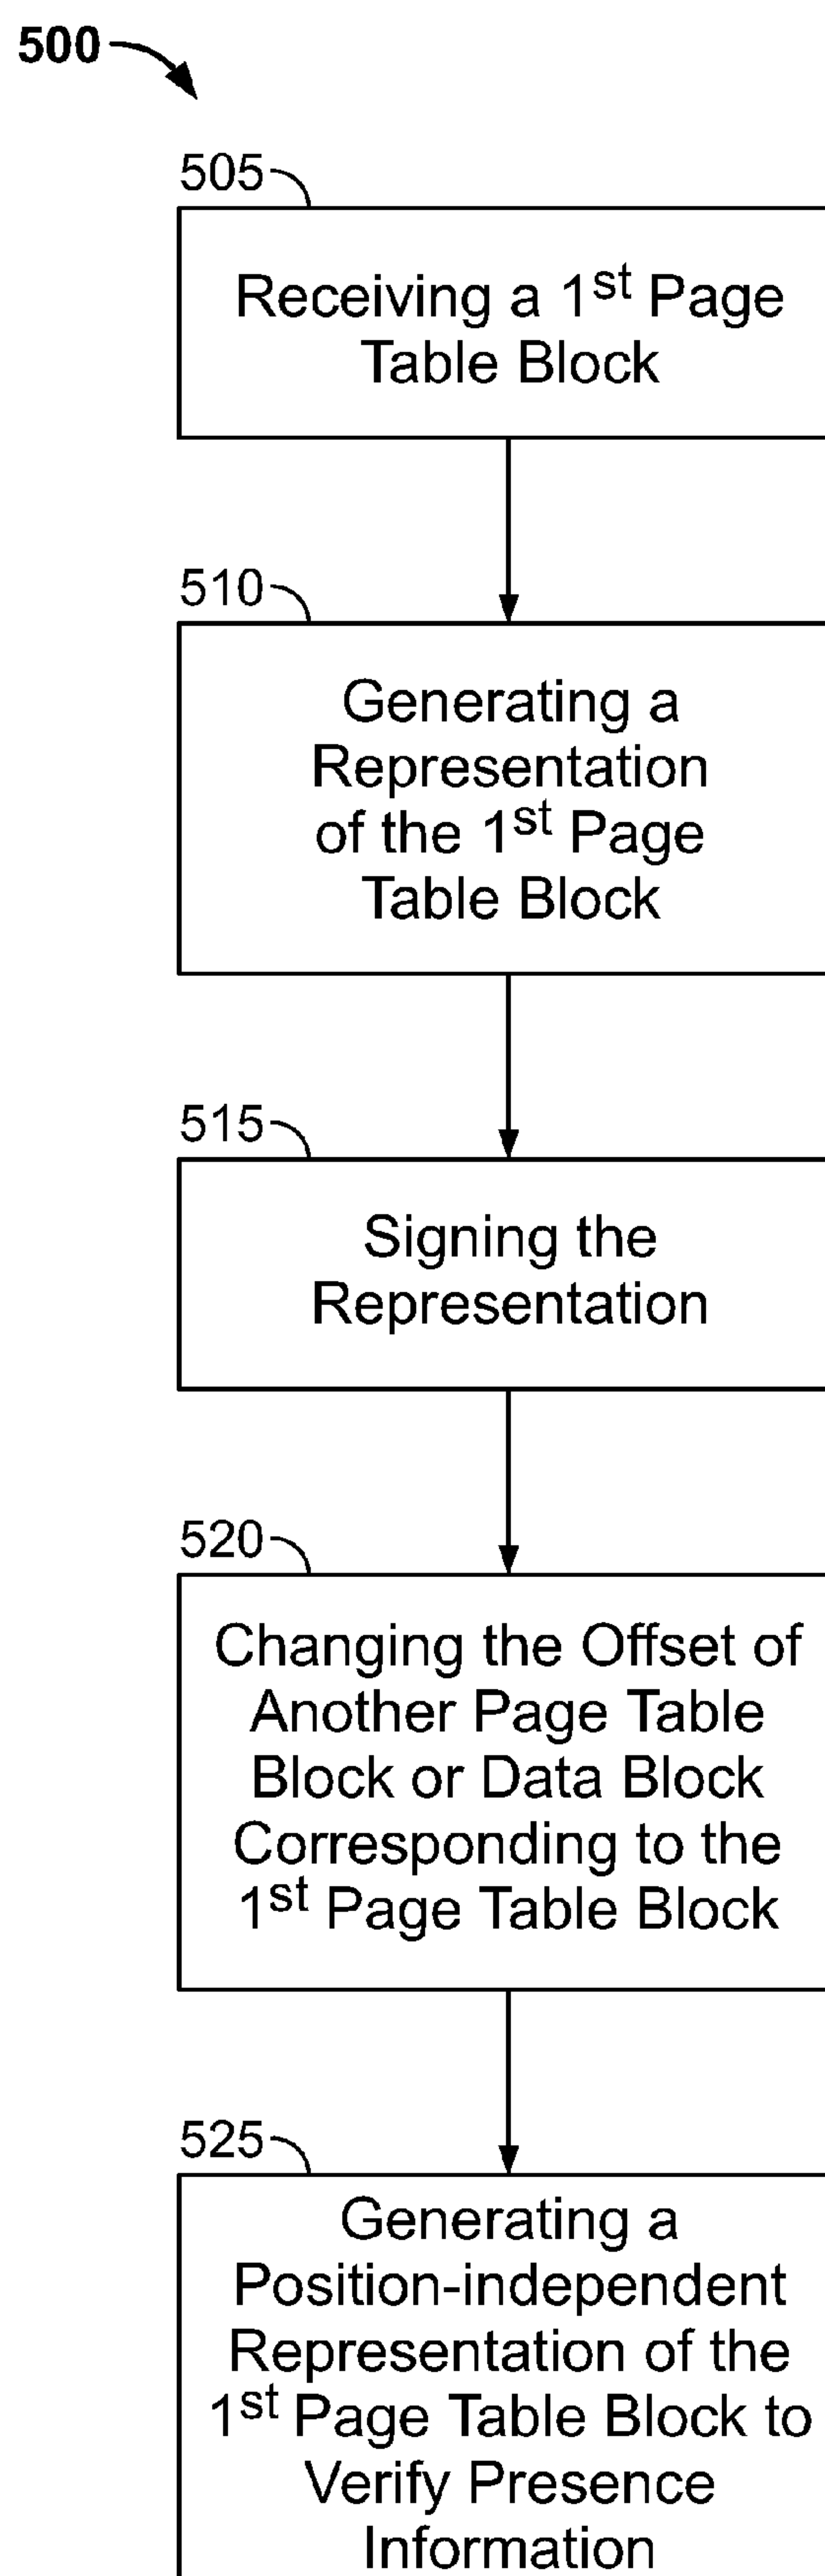 500
505
Receiving a 1st Page
Table Block
510
Generating a
Representation
of the 1st Page
Table Block
515
Signing the
Representation
520
Changing the Offset of
Another Page Table
Block or Data Block
Corresponding to the
1st Page Table Block
525
Generating a
Position-independent
Representation of the
1st Page Table Block to
Verify Presence
Information